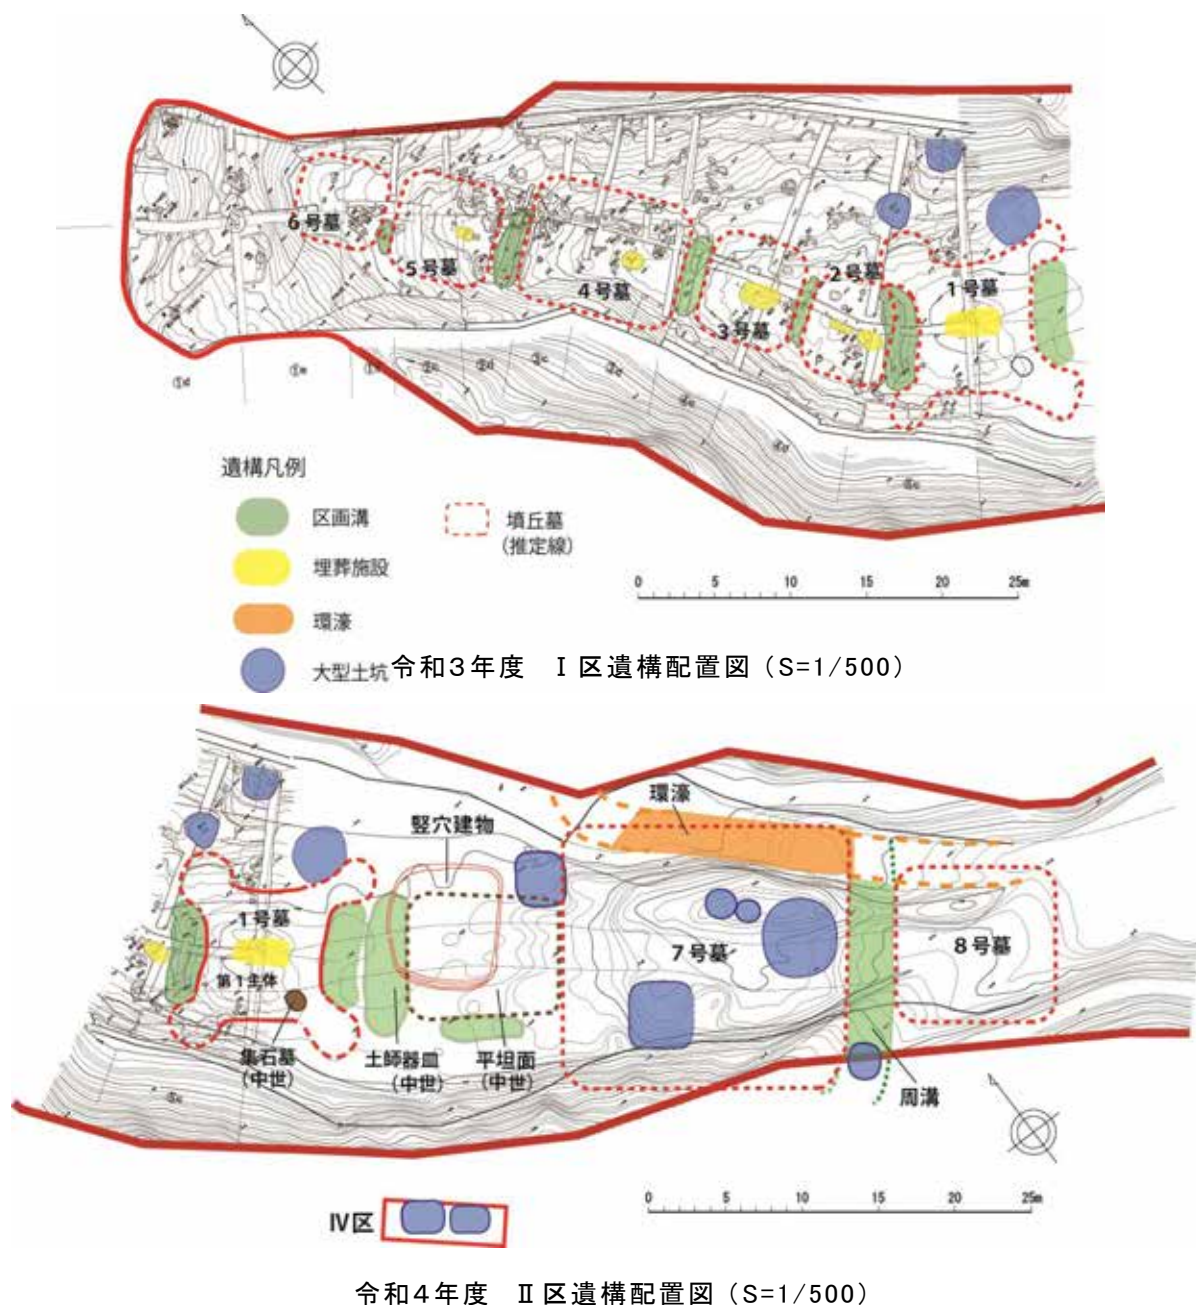 6号墓
5号墓
4号墓
3号墓
2号墓
1号墓
遺構凡例
区画溝
埋葬施設
環濠
大型土坑
墳丘墓
(推定線)
0 5 10 15 20 25m
令和3年度 Ⅰ区遺構配置図（S=1/500）
環濠
竪穴建物
1号墓
第1主体
7号墓
8号墓
集石墓
(中世)
土師器皿
(中世)
平坦面
(中世)
周溝
Ⅳ区
0 5 10 15 20 25m
令和4年度 Ⅱ区遺構配置図（S=1/500）